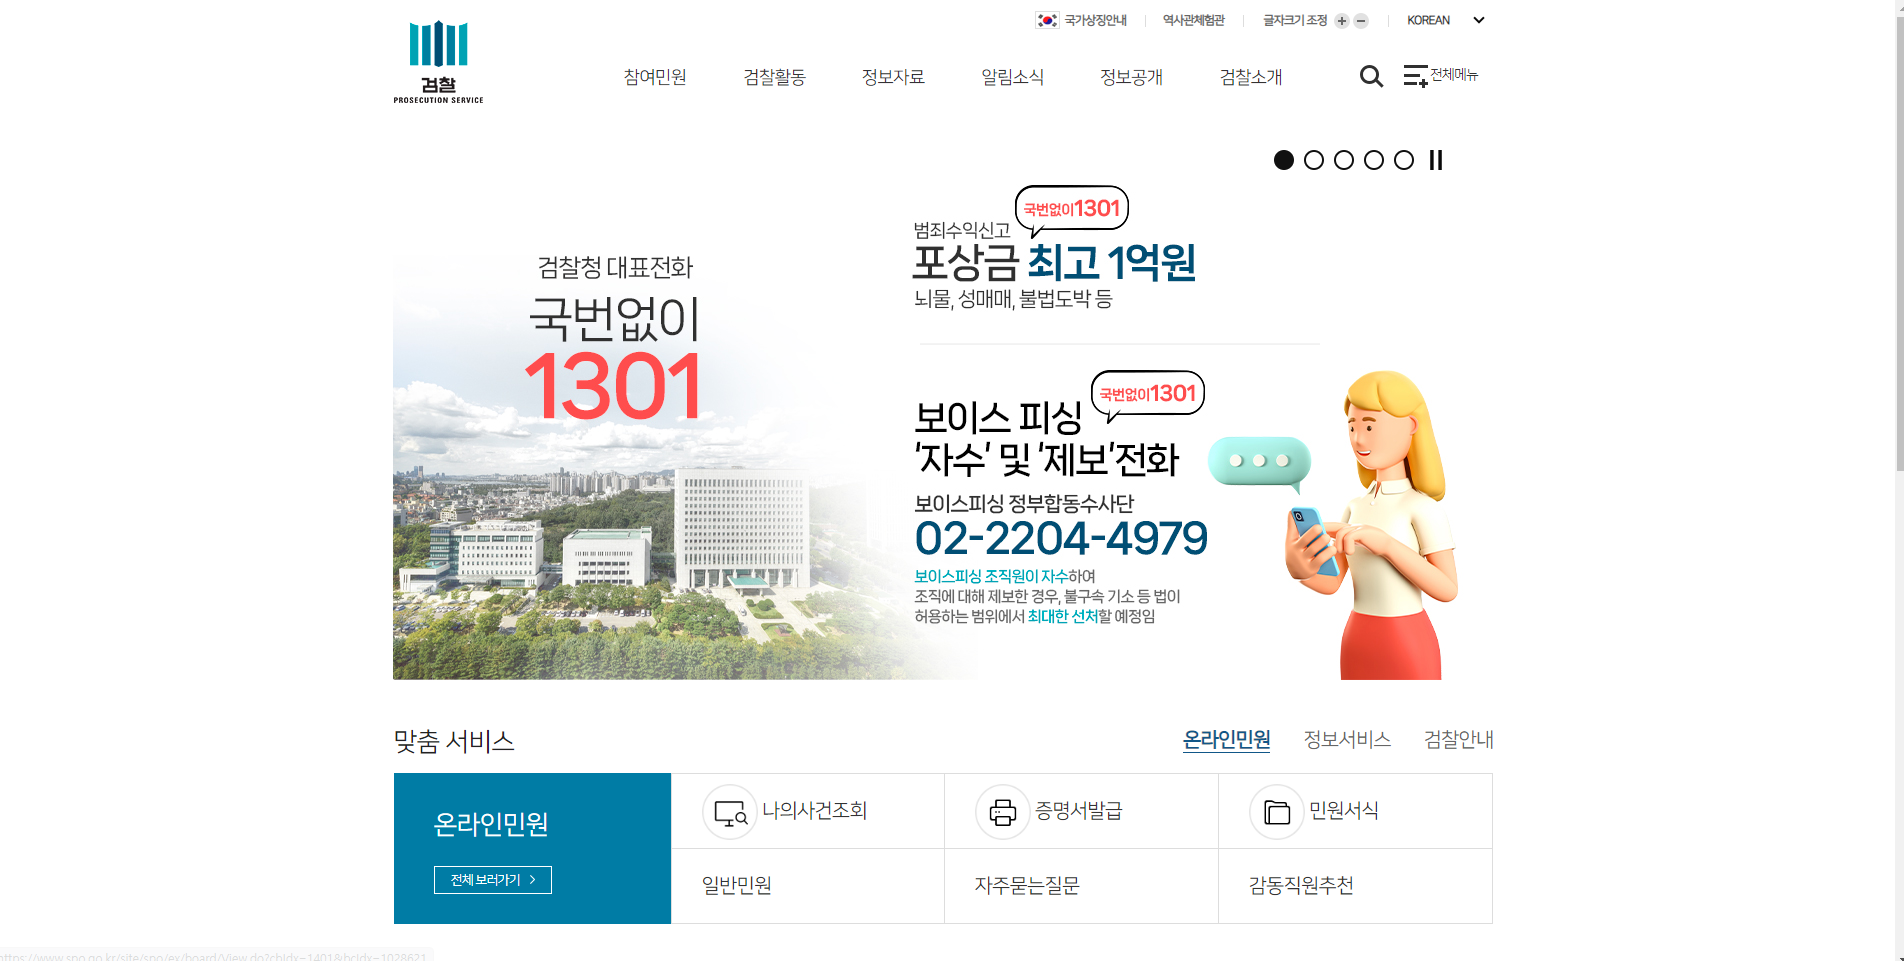 국가상징안내
역사관체험관
글자크기 조정
KOREAN
검찰
PROSECUTION SERVICE
참여민원
검찰활동
정보자료
알림소식
정보공개
검찰소개
전체메뉴
검찰청 대표전화
국번없이
1301
국번없이1301
범죄수익신고
포상금 최고 1억원
뇌물, 성매매, 불법도박 등
국번없이1301
보이스 피싱
‘자수’ 및 ‘제보’전화
보이스피싱 정부합동수사단
02-2204-4979
보이스피싱 조직원이 자수하여
조직에 대해 제보한 경우, 불구속 기소 등 법이
허용하는 범위에서 최대한 선처할 예정임
맞춤 서비스
온라인민원
정보서비스
검찰안내
온라인민원
전체 보러가기
나의사건조회
증명서발급
민원서식
일반민원
자주묻는질문
감동직원추천
https://www.spo.go.kr/site/spo/ex/board/View.do?cbIdx=1401&bcIdx=1028621